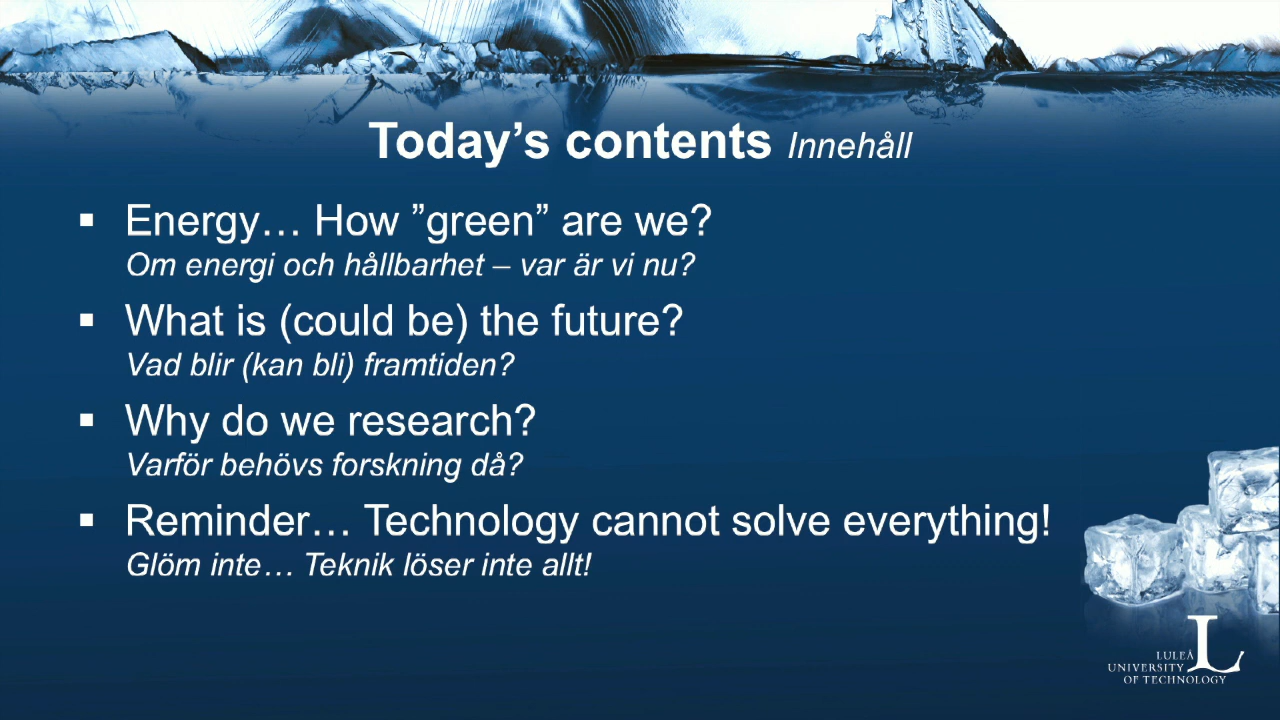 Today’s contents Innehåll
▪ Energy… How ”green” are we?
Om energi och hållbarhet – var är vi nu?
▪ What is (could be) the future?
Vad blir (kan bli) framtiden?
▪ Why do we research?
Varför behövs forskning då?
▪ Reminder… Technology cannot solve everything!
Glöm inte… Teknik löser inte allt!
L
LULEÅ
UNIVERSITY
OF TECHNOLOGY